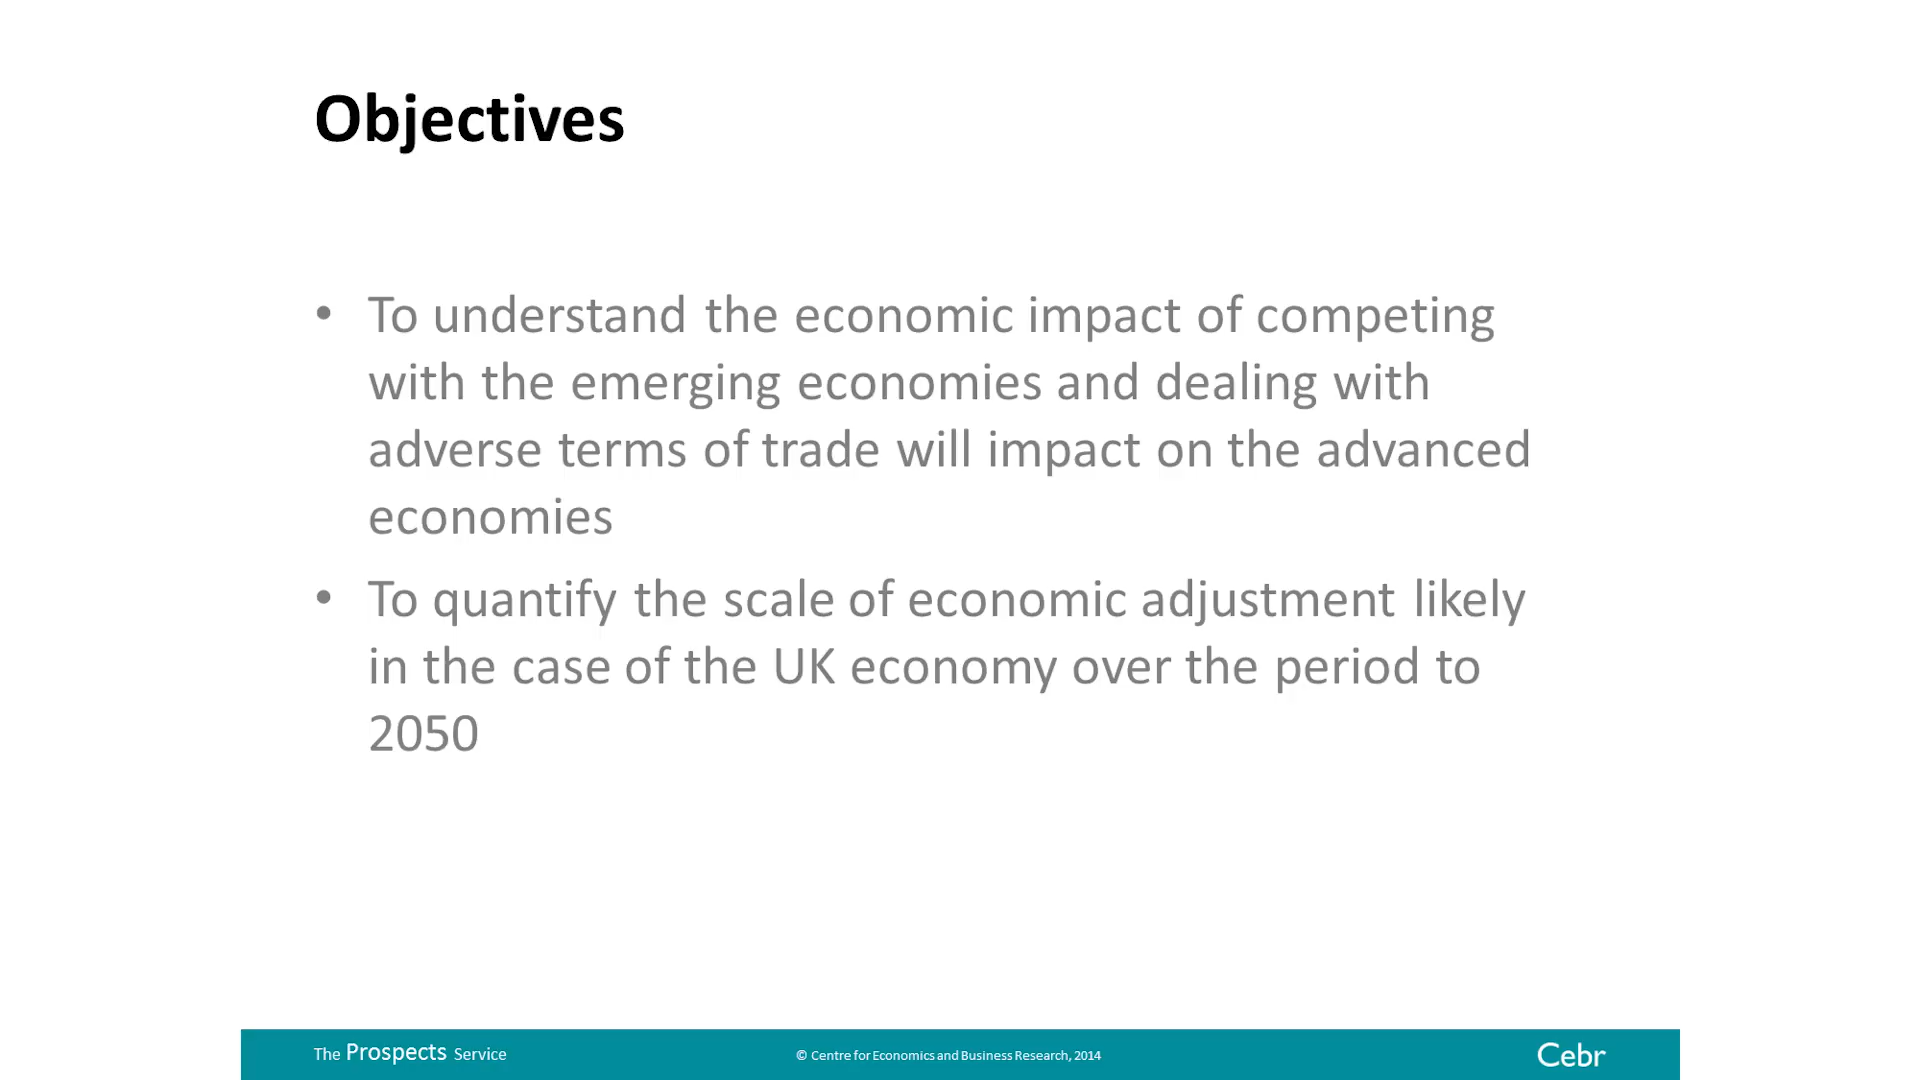 Objectives
• To understand the economic impact of competing
with the emerging economies and dealing with
adverse terms of trade will impact on the advanced
economies
• To quantify the scale of economic adjustment likely
in the case of the UK economy over the period to
2050
The Prospects Service
© Centre for Economics and Business Research, 2014
Cebr